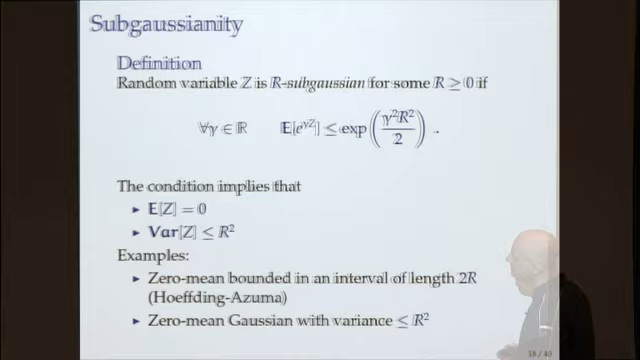 Subgaussianity
Definition
Random variable Z is R-subgaussian for some R ≥ 0 if
∀γ ∈ ℝ   𝔼[e^{γZ}] ≤ exp(γ²R²/2) .
The condition implies that
▸ 𝔼[Z] = 0
▸ Var[Z] ≤ R²
Examples:
▸ Zero-mean bounded in an interval of length 2R
(Hoeffding-Azuma)
▸ Zero-mean Gaussian with variance ≤ R²
18 / 40